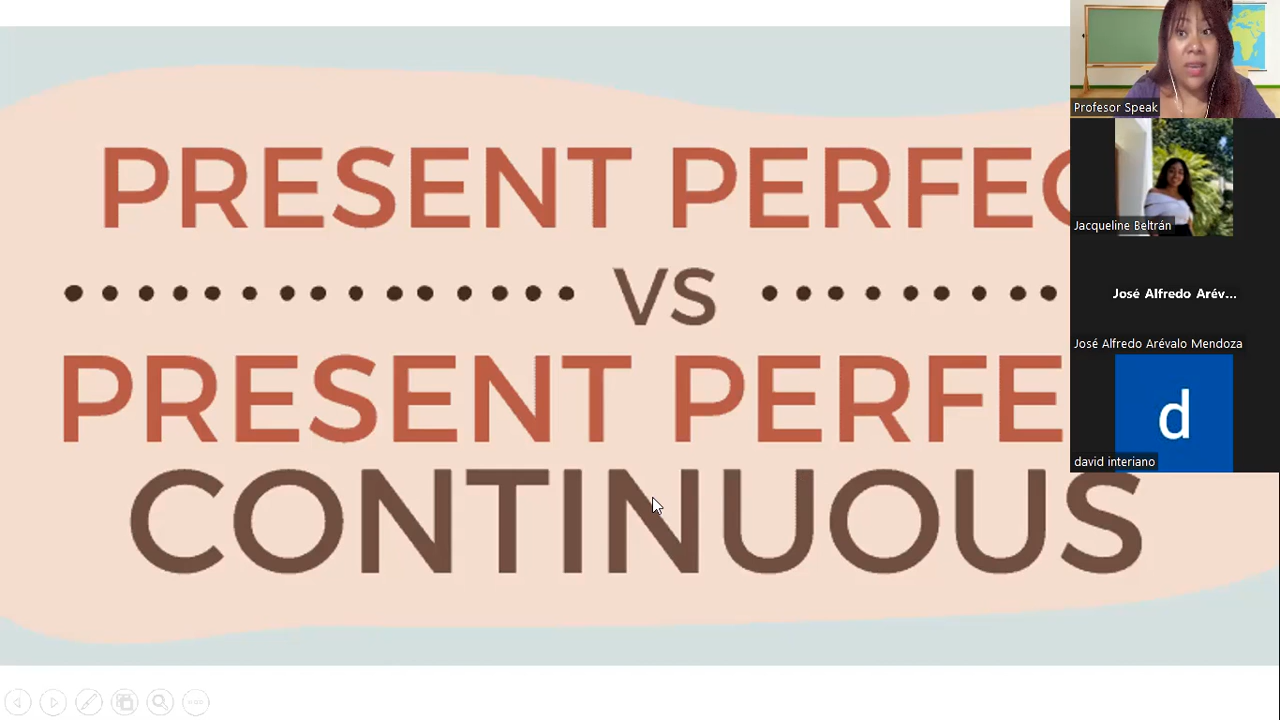 PRESENT PERFEC
VS
PRESENT PERFE
CONTINUOUS
Profesor Speak
Jacqueline Beltrán
José Alfredo Arév...
José Alfredo Arévalo Mendoza
d
david interiano